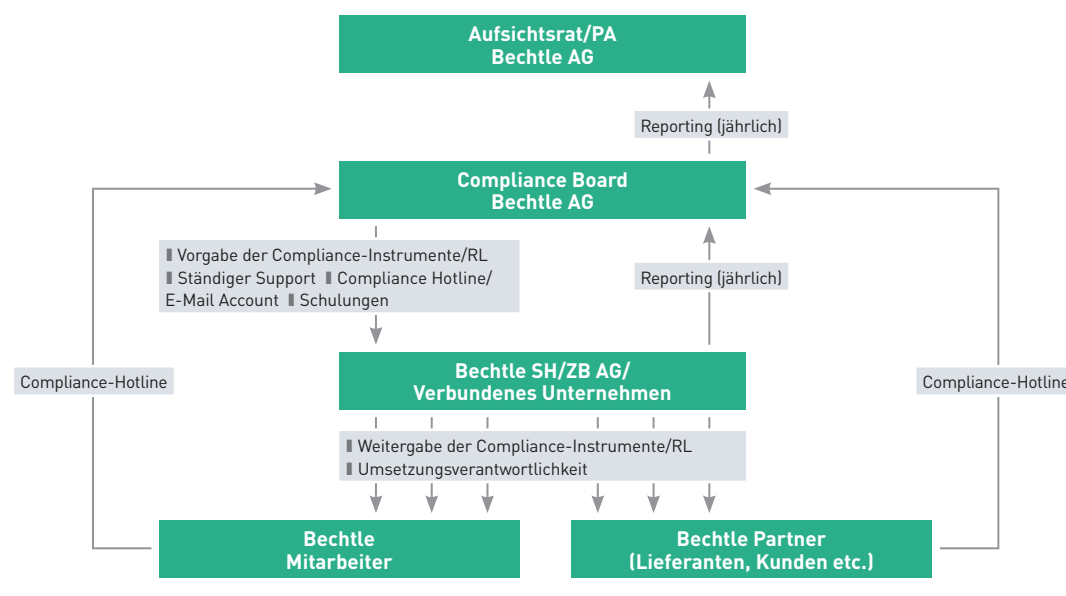 Aufsichtsrat/PA
Bechtle AG
Reporting (jährlich)
Compliance Board
Bechtle AG
Vorgabe der Compliance-Instrumente/RL
Ständiger Support Compliance Hotline/
E-Mail Account Schulungen
Reporting (jährlich)
Bechtle SH/ZB AG/
Verbundenes Unternehmen
Compliance-Hotline
Compliance-Hotline
Weitergabe der Compliance-Instrumente/RL
Umsetzungsverantwortlichkeit
Bechtle
Mitarbeiter
Bechtle Partner
(Lieferanten, Kunden etc.)